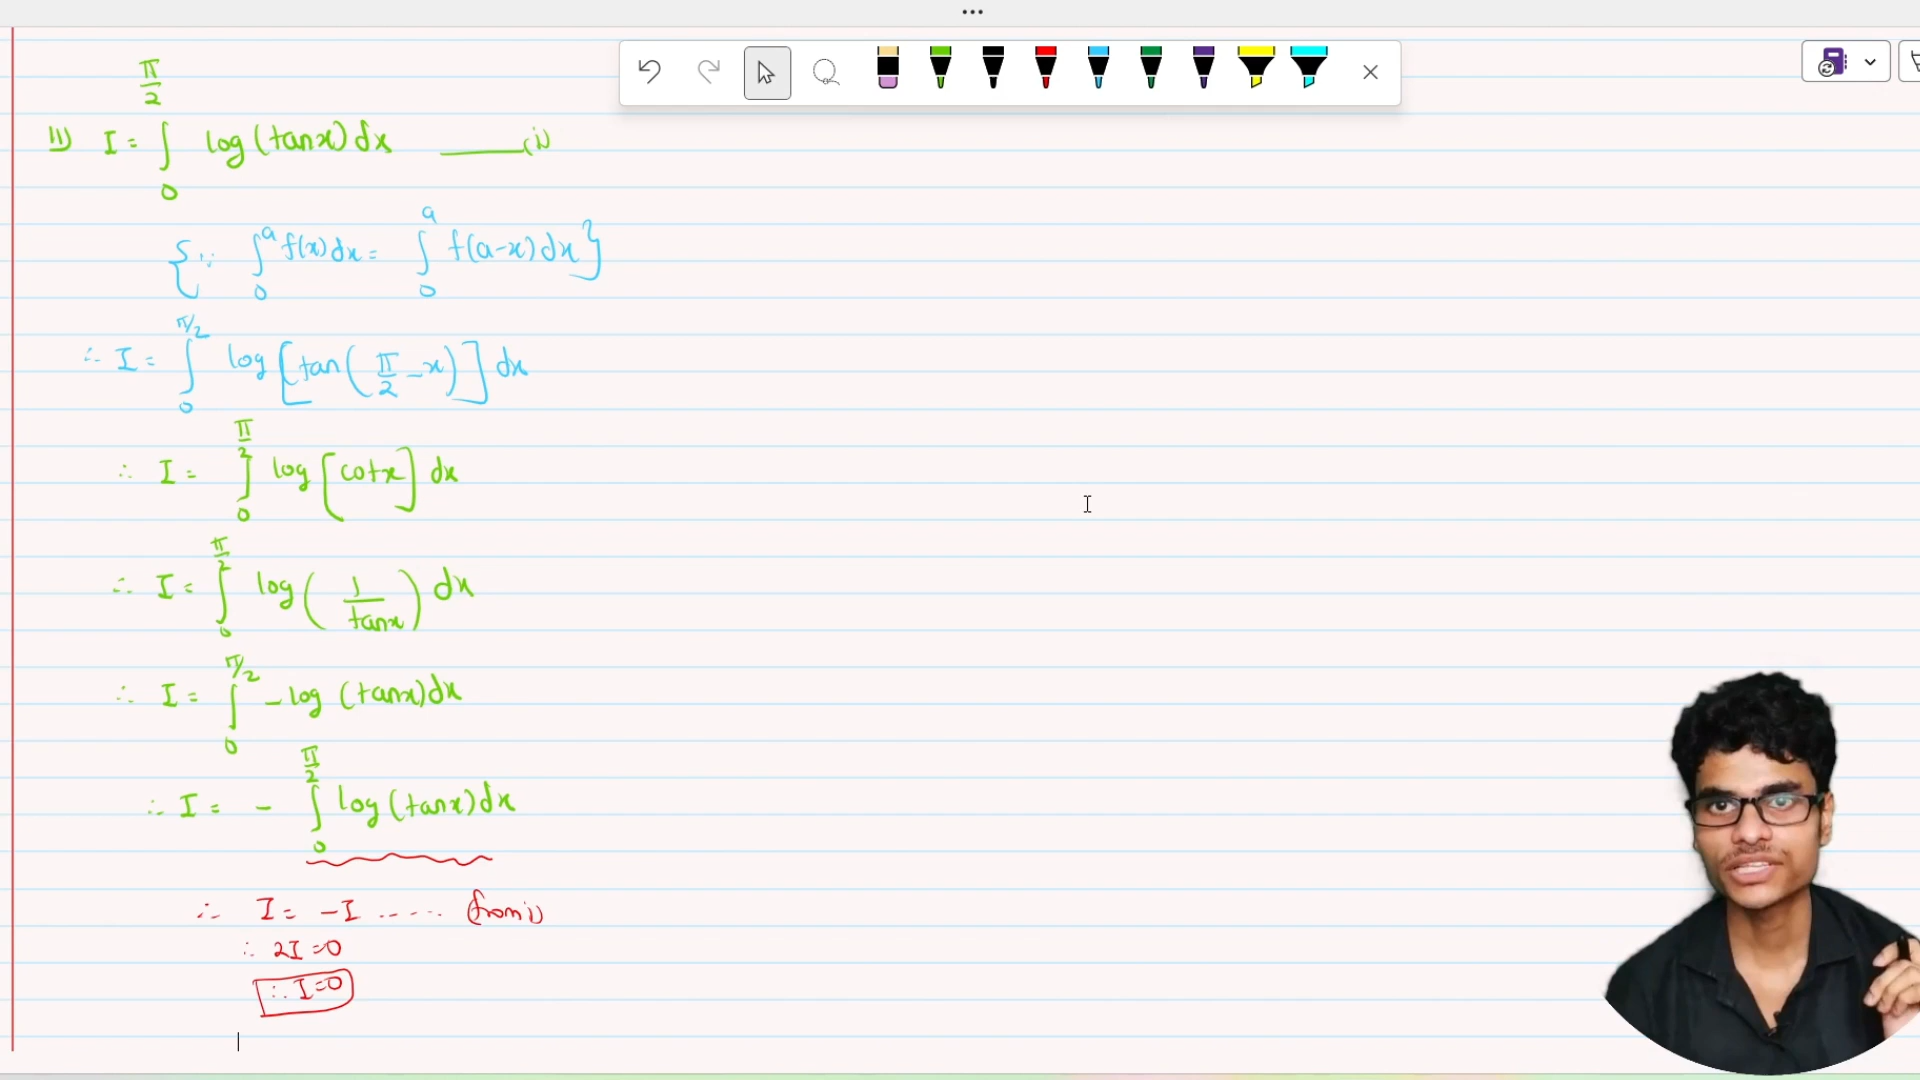 π/2
11) I = ∫ log(tanx)dx ——— (i)
0
{∵ ∫₀ᵃ f(x)dx = ∫₀ᵃ f(a-x)dx}
∴ I = ∫₀^(π/2) log[tan(π/2 - x)]dx
∴ I = ∫₀^(π/2) log[cotx] dx
∴ I = ∫₀^(π/2) log(1/tanx) dx
∴ I = ∫₀^(π/2) -log(tanx)dx
∴ I = - ∫₀^(π/2) log(tanx)dx
∴ I = -I ...... (from i)
∴ 2I = 0
∴ I = 0